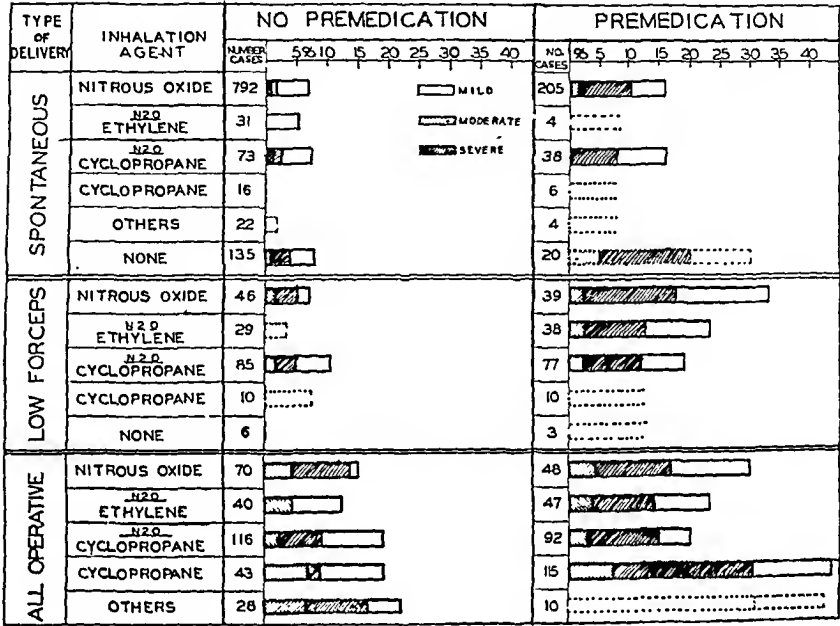 TYPE OF DELIVERY
INHALATION AGENT
NO PREMEDICATION
PREMEDICATION
NUMBER CASES
5% 10 15 20 25 30 35 40
NO. CASES
% 5 10 15 20 25 30 35 40
MILD
MODERATE
SEVERE
SPONTANEOUS
NITROUS OXIDE 792 205
N2O ETHYLENE 31 4
N2O CYCLOPROPANE 73 38
CYCLOPROPANE 16 6
OTHERS 22 4
NONE 135 20
LOW FORCEPS
NITROUS OXIDE 46 39
N2O ETHYLENE 29 38
N2O CYCLOPROPANE 85 77
CYCLOPROPANE 10 10
NONE 6 3
ALL OPERATIVE
NITROUS OXIDE 70 48
N2O ETHYLENE 40 47
N2O CYCLOPROPANE 116 92
CYCLOPROPANE 43 115
OTHERS 28 10